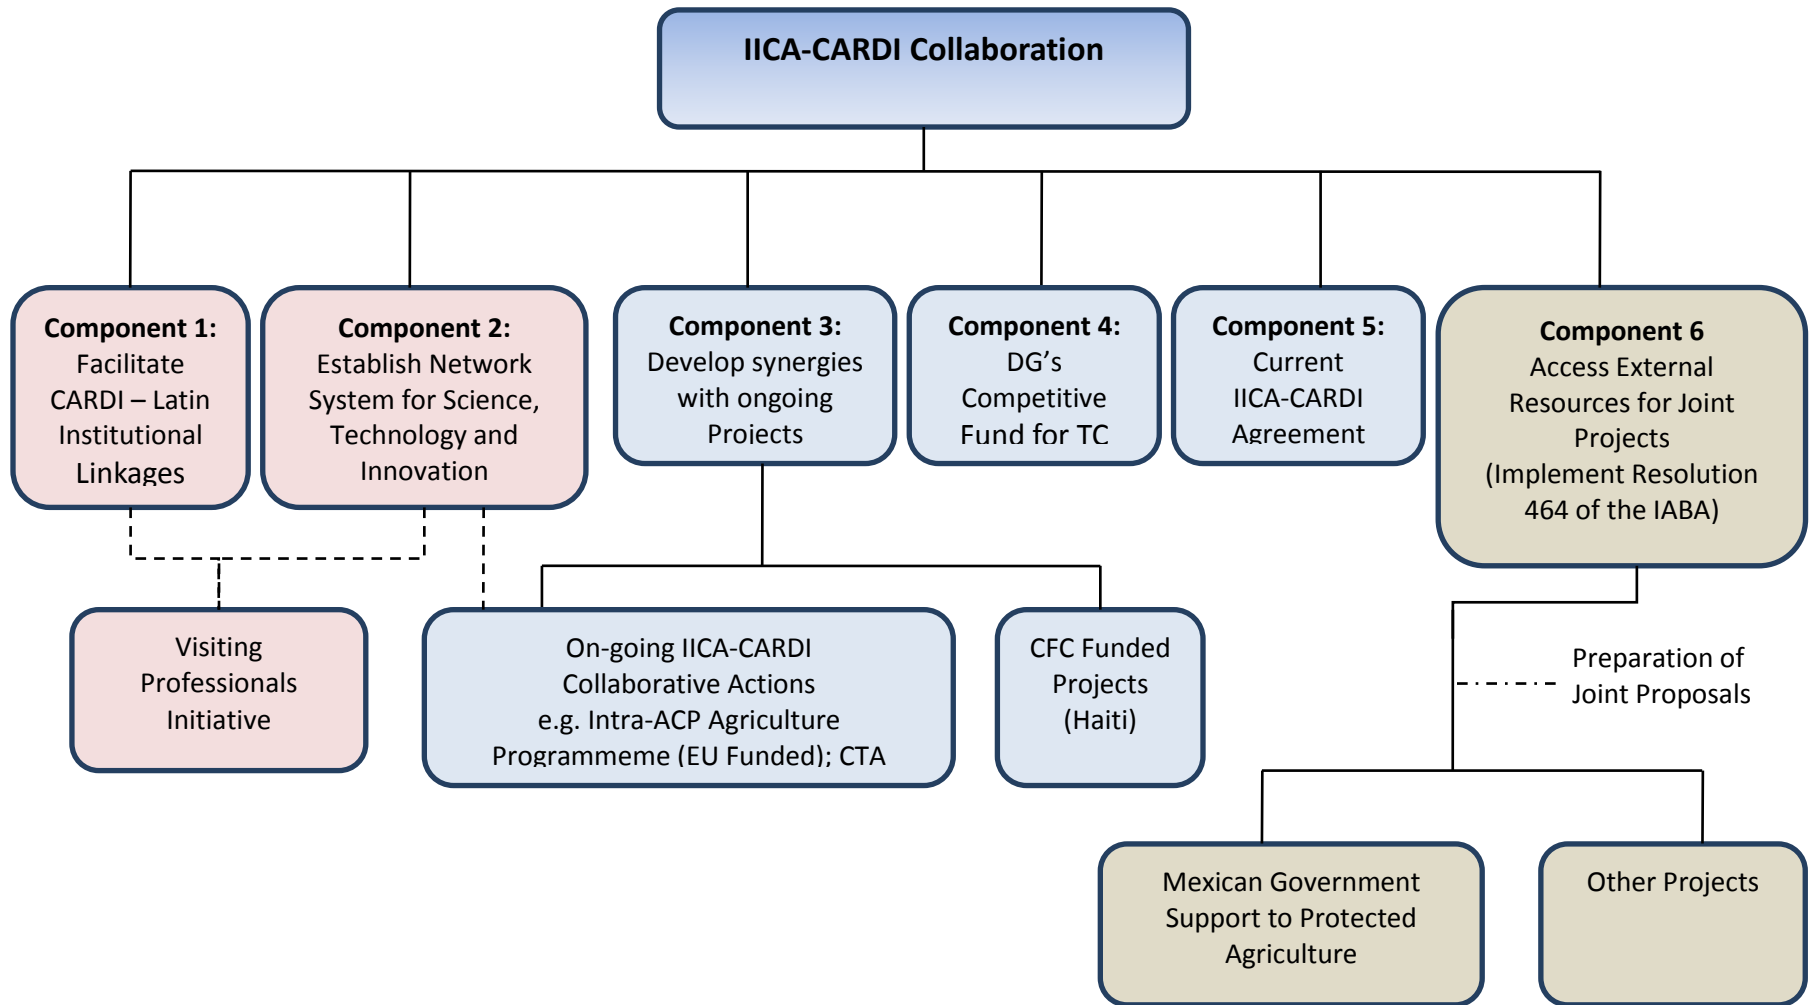 IICA-CARDI Collaboration
Component 1:
Facilitate
CARDI – Latin
Institutional
Linkages
Component 2:
Establish Network
System for Science,
Technology and
Innovation
Component 3:
Develop synergies
with ongoing
Projects
Component 4:
DG's
Competitive
Fund for TC
Component 5:
Current
IICA-CARDI
Agreement
Component 6
Access External
Resources for Joint
Projects
(Implement Resolution
464 of the IABA)
Visiting
Professionals
Initiative
On-going IICA-CARDI
Collaborative Actions
e.g. Intra-ACP Agriculture
Programmeme (EU Funded); CTA
CFC Funded
Projects
(Haiti)
Preparation of
Joint Proposals
Mexican Government
Support to Protected
Agriculture
Other Projects